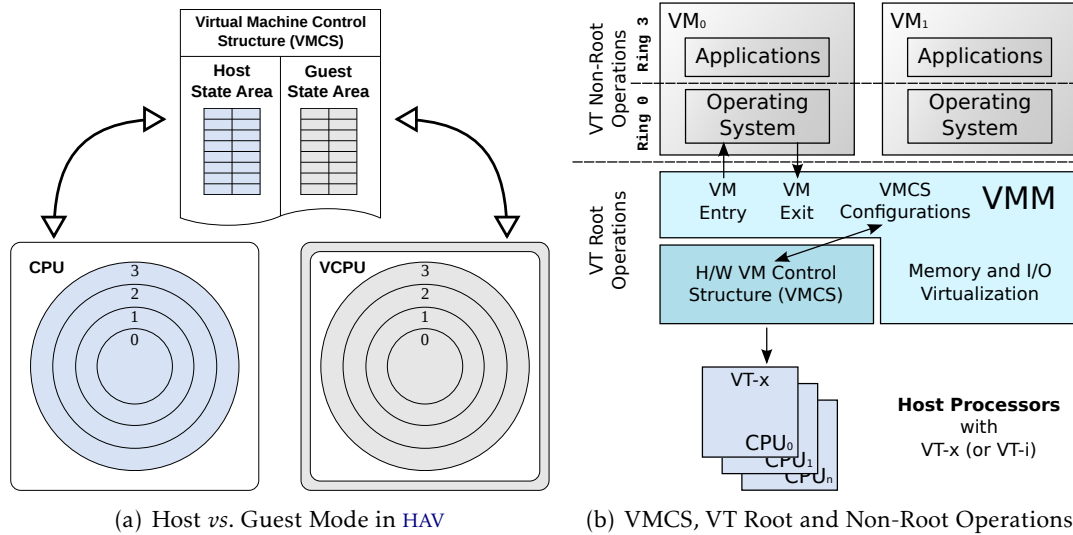 Virtual Machine Control
Structure (VMCS)
Host
State Area
Guest
State Area
CPU
3
2
1
0
VCPU
3
2
1
0
(a) Host vs. Guest Mode in HAV
VT Non-Root
Operations
Ring 3
Ring 0
VM0
Applications
Operating
System
VM1
Applications
Operating
System
VT Root
Operations
VM
Entry
VM
Exit
VMCS
Configurations
VMM
H/W VM Control
Structure (VMCS)
Memory and I/O
Virtualization
VT-x
CPU0
CPU1
CPUn
Host Processors
with
VT-x (or VT-i)
(b) VMCS, VT Root and Non-Root Operations